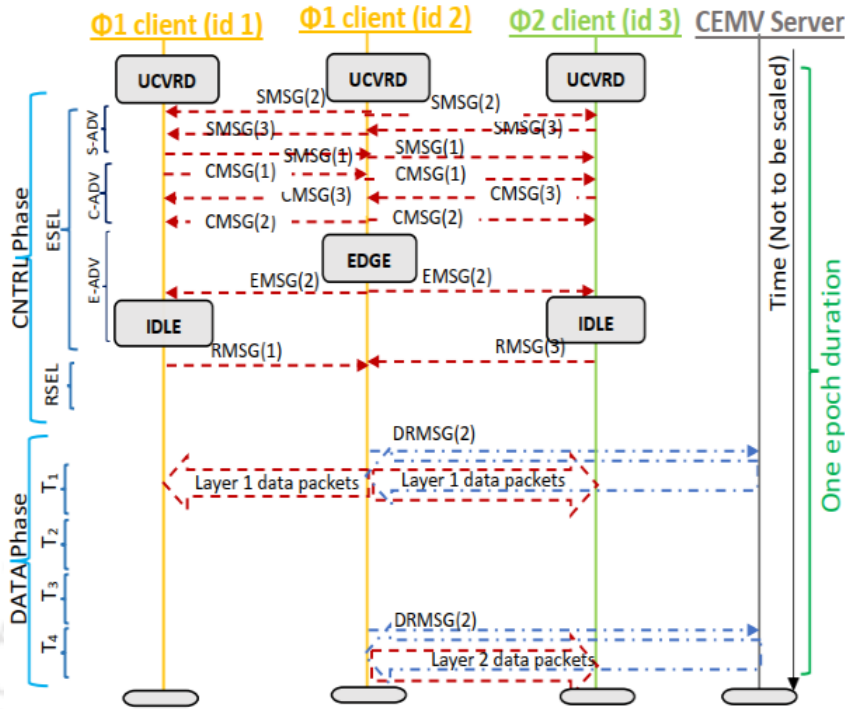 Φ1 client (id 1)
Φ1 client (id 2)
Φ2 client (id 3)
CEMV Server
UCVRD
UCVRD
UCVRD
SMSG(2)
SMSG(2)
SMSG(3)
SMSG(3)
SMSG(1)
SMSG(1)
CMSG(1)
CMSG(1)
CMSG(3)
CMSG(3)
CMSG(2)
CMSG(2)
EDGE
EMSG(2)
EMSG(2)
IDLE
IDLE
RMSG(1)
RMSG(3)
DRMSG(2)
Layer 1 data packets
Layer 1 data packets
DRMSG(2)
Layer 2 data packets
CNTRL Phase
ESEL
S-ADV
C-ADV
E-ADV
RSEL
DATA Phase
T1
T2
T3
T4
Time (Not to be scaled)
One epoch duration